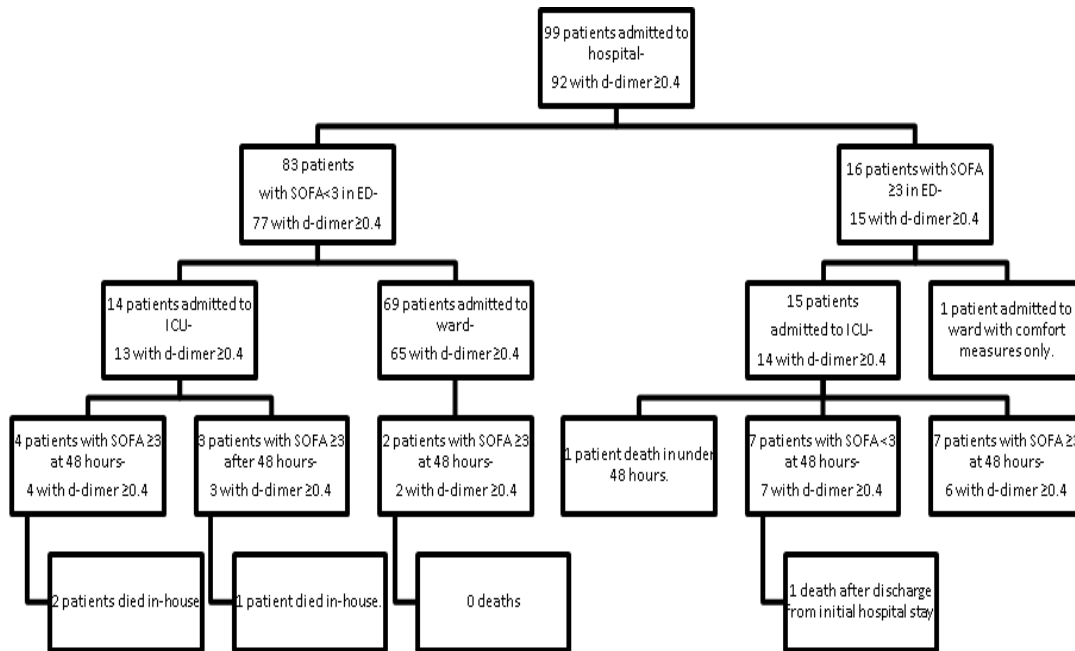 99 patients admitted to
hospital-
92 with d-dimer ≥0.4
83 patients
with SOFA<3 in ED-
77 with d-dimer ≥0.4
16 patients with SOFA
≥3 in ED-
15 with d-dimer ≥0.4
14 patients admitted to
ICU-
13 with d-dimer ≥0.4
69 patients admitted to
ward-
65 with d-dimer ≥0.4
15 patients
admitted to ICU-
14 with d-dimer ≥0.4
1 patient admitted to
ward with comfort
measures only.
4 patients with SOFA ≥3
at 48 hours-
4 with d-dimer ≥0.4
3 patients with SOFA ≥3
after 48 hours-
3 with d-dimer ≥0.4
2 patients with SOFA ≥3
at 48 hours-
2 with d-dimer ≥0.4
1 patient death in under
48 hours.
7 patients with SOFA<3
at 48 hours-
7 with d-dimer ≥0.4
7 patients with SOFA ≥3
at 48 hours-
6 with d-dimer ≥0.4
2 patients died in-house
1 patient died in-house.
0 deaths
1 death after discharge
from initial hospital stay